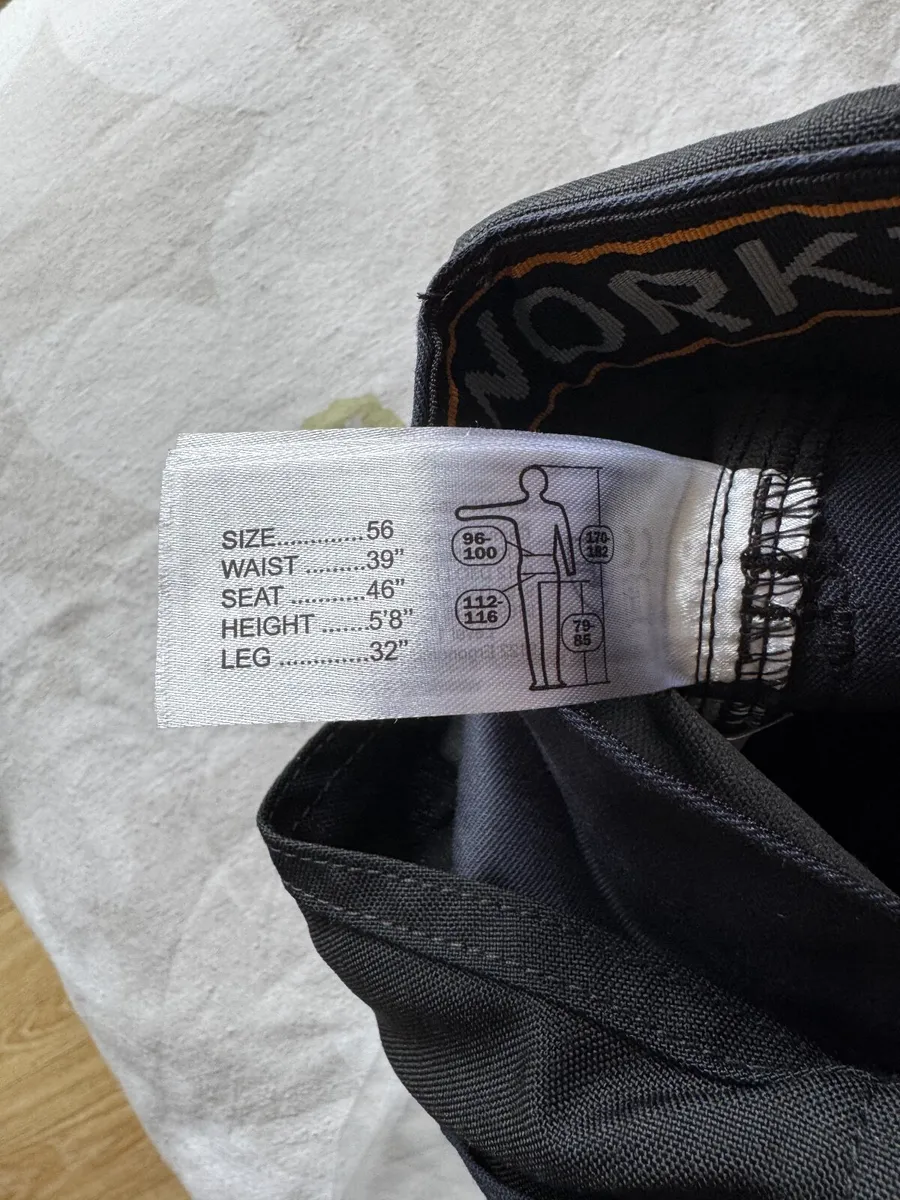 WORK
SIZE.............56
WAIST .........39"
SEAT ...........46"
HEIGHT .......5'8"
LEG .............32"
96-
100
170-
182
112-
116
79-
85